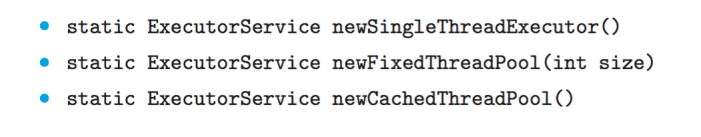 • static ExecutorService newSingleThreadExecutor()
• static ExecutorService newFixedThreadPool(int size)
• static ExecutorService newCachedThreadPool()